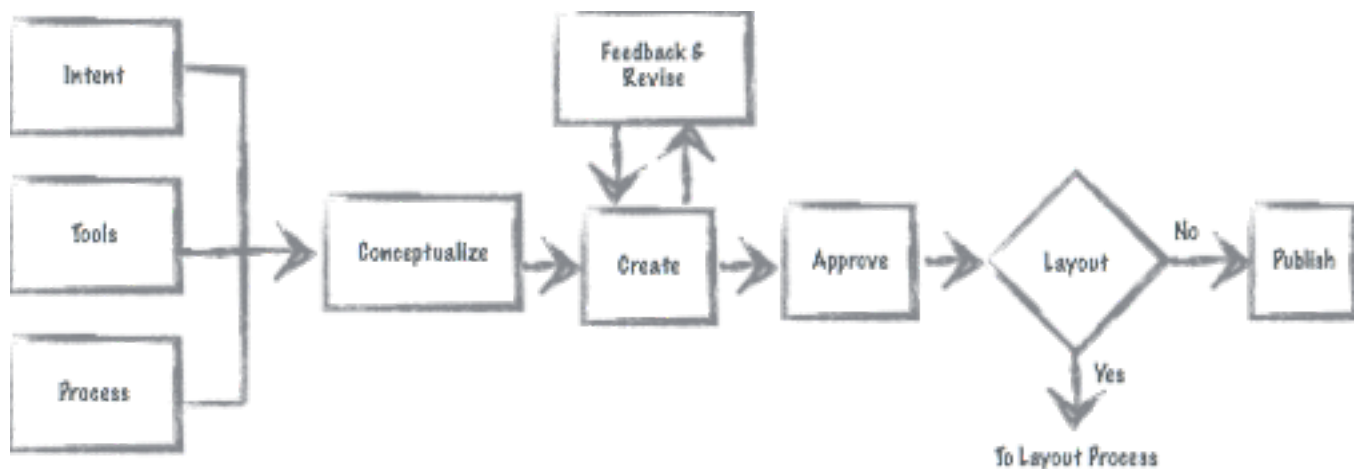 Intent
Feedback &
Revise
Tools
Conceptualize
Create
Approve
Layout
No
Publish
Process
Yes
To Layout Process